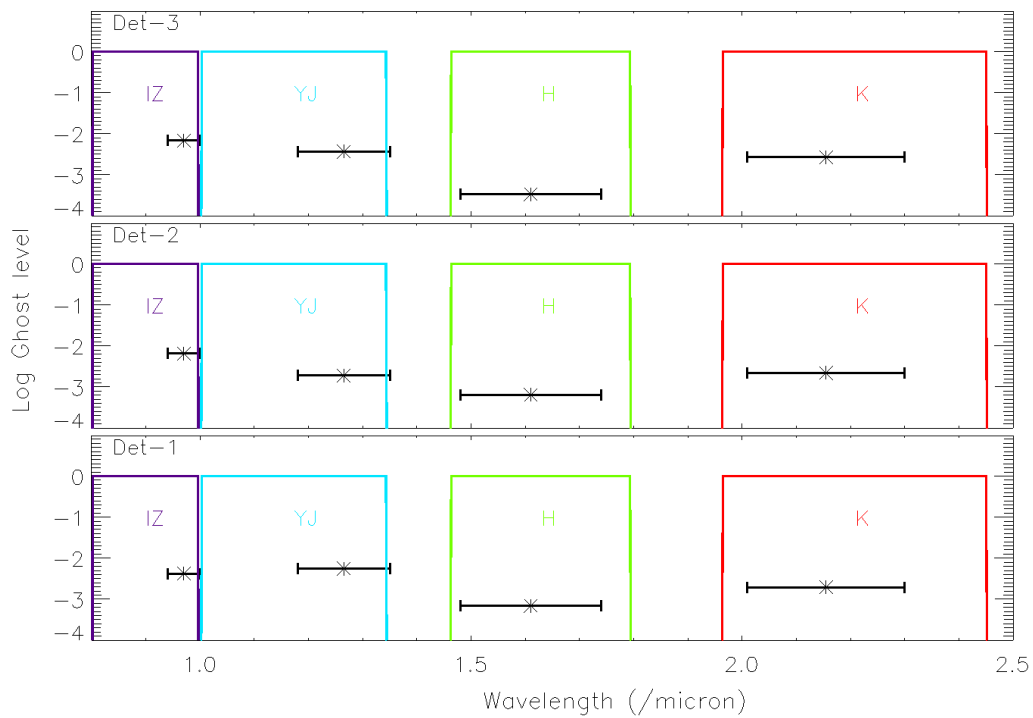 Det-3
0
-1
-2
-3
-4
IZ
YJ
H
K
Det-2
0
-1
-2
-3
-4
IZ
YJ
H
K
Det-1
0
-1
-2
-3
-4
IZ
YJ
H
K
Log Ghost level
1.0
1.5
2.0
2.5
Wavelength (/micron)